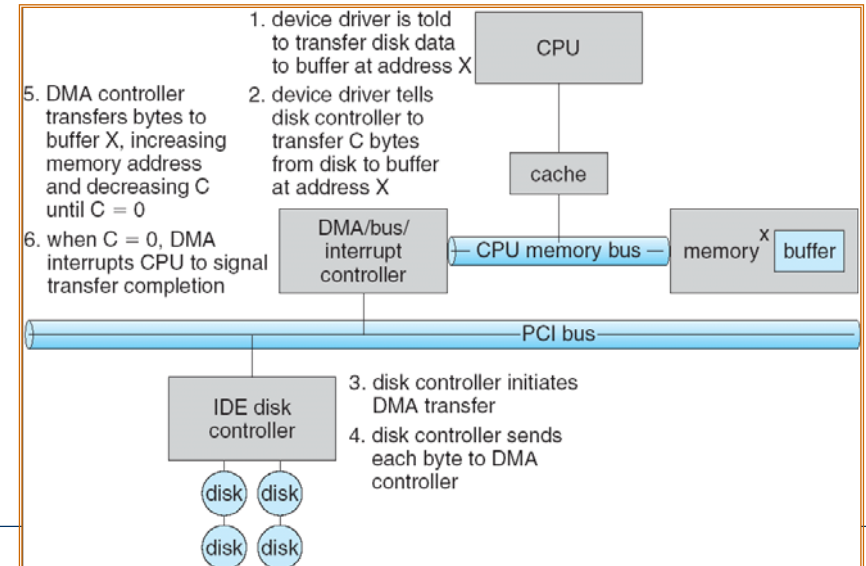 1. device driver is told
to transfer disk data
to buffer at address X
2. device driver tells
disk controller to
transfer C bytes
from disk to buffer
at address X
5. DMA controller
transfers bytes to
buffer X, increasing
memory address
and decreasing C
until C = 0
6. when C = 0, DMA
interrupts CPU to signal
transfer completion
CPU
cache
DMA/bus/
interrupt
controller
CPU memory bus
memory
x
buffer
PCI bus
3. disk controller initiates
DMA transfer
4. disk controller sends
each byte to DMA
controller
IDE disk
controller
disk disk
disk disk